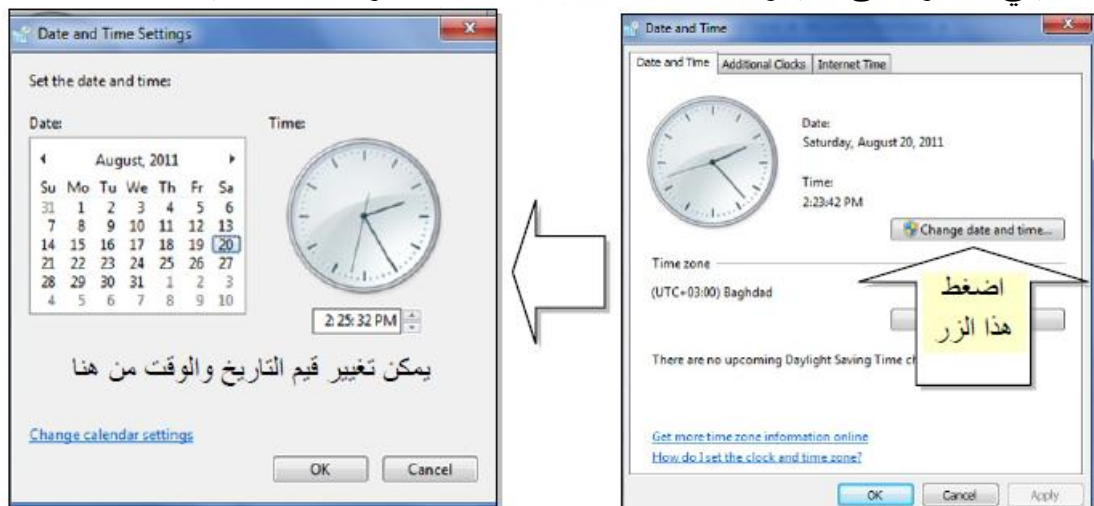 Date and Time
Date and Time Additional Clocks Internet Time
Date:
Saturday, August 20, 2011
Time:
2:23:42 PM
Change date and time...
Time zone
(UTC+03:00) Baghdad
There are no upcoming Daylight Saving Time
Get more time zone information online
How do I set the clock and time zone?
OK Cancel Apply
اضغط
هذا الزر
Date and Time Settings
Set the date and time:
Date:
August, 2011
Su Mo Tu We Th Fr Sa
31 1 2 3 4 5 6
7 8 9 10 11 12 13
14 15 16 17 18 19 20
21 22 23 24 25 26 27
28 29 30 31 1 2 3
4 5 6 7 8 9 10
Time:
2:25:32 PM
يمكن تغيير قيم التاريخ والوقت من هنا
Change calendar settings
OK Cancel